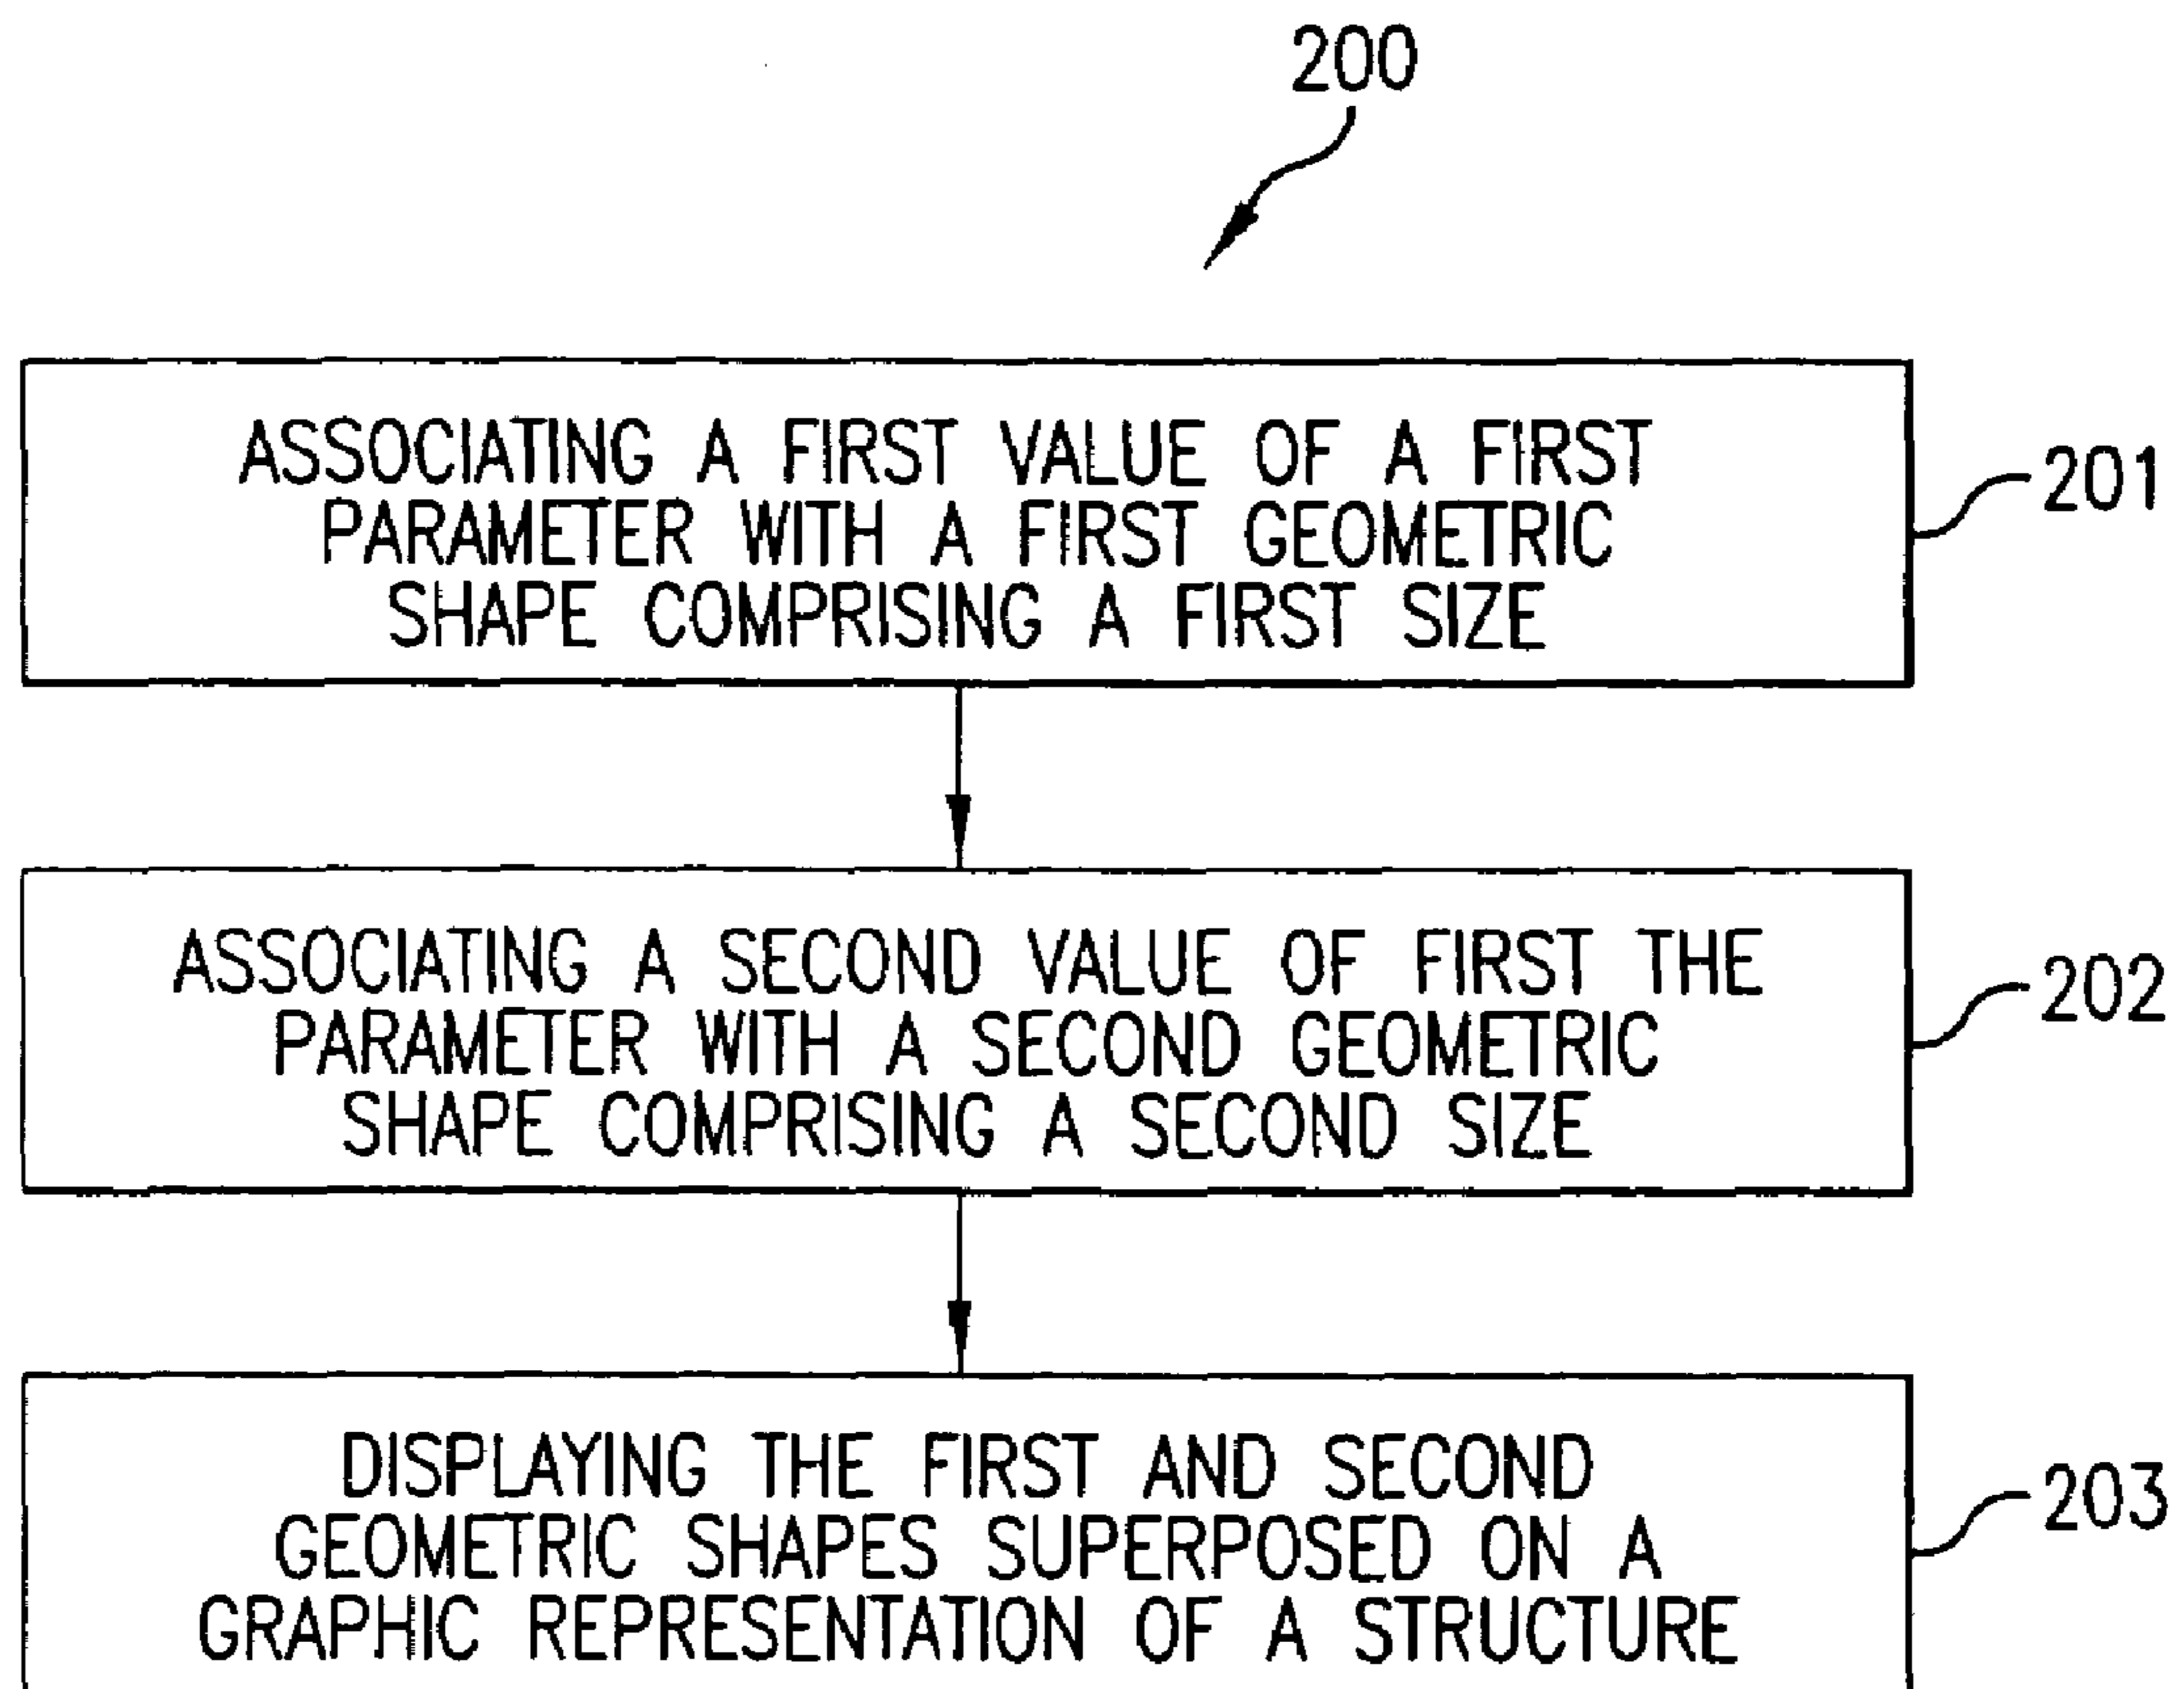 200
ASSOCIATING A FIRST VALUE OF A FIRST
PARAMETER WITH A FIRST GEOMETRIC
SHAPE COMPRISING A FIRST SIZE
201
ASSOCIATING A SECOND VALUE OF FIRST THE
PARAMETER WITH A SECOND GEOMETRIC
SHAPE COMPRISING A SECOND SIZE
202
DISPLAYING THE FIRST AND SECOND
GEOMETRIC SHAPES SUPERPOSED ON A
GRAPHIC REPRESENTATION OF A STRUCTURE
203